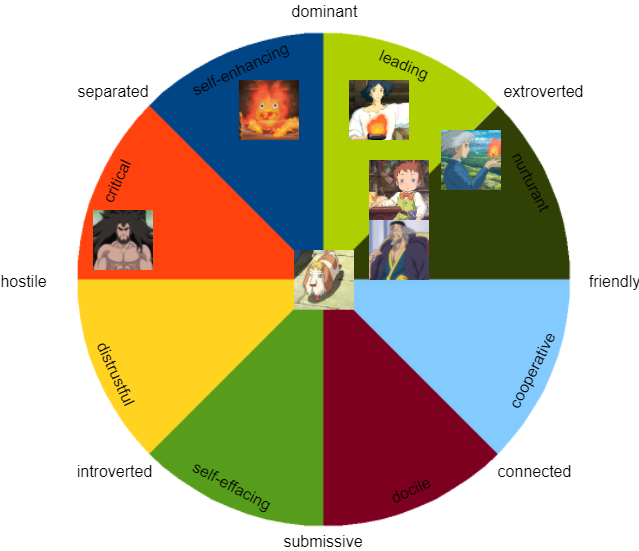 dominant
self-enhancing
leading
separated
extroverted
critical
nurturant
hostile
friendly
distrustful
cooperative
introverted
self-effacing
docile
connected
submissive